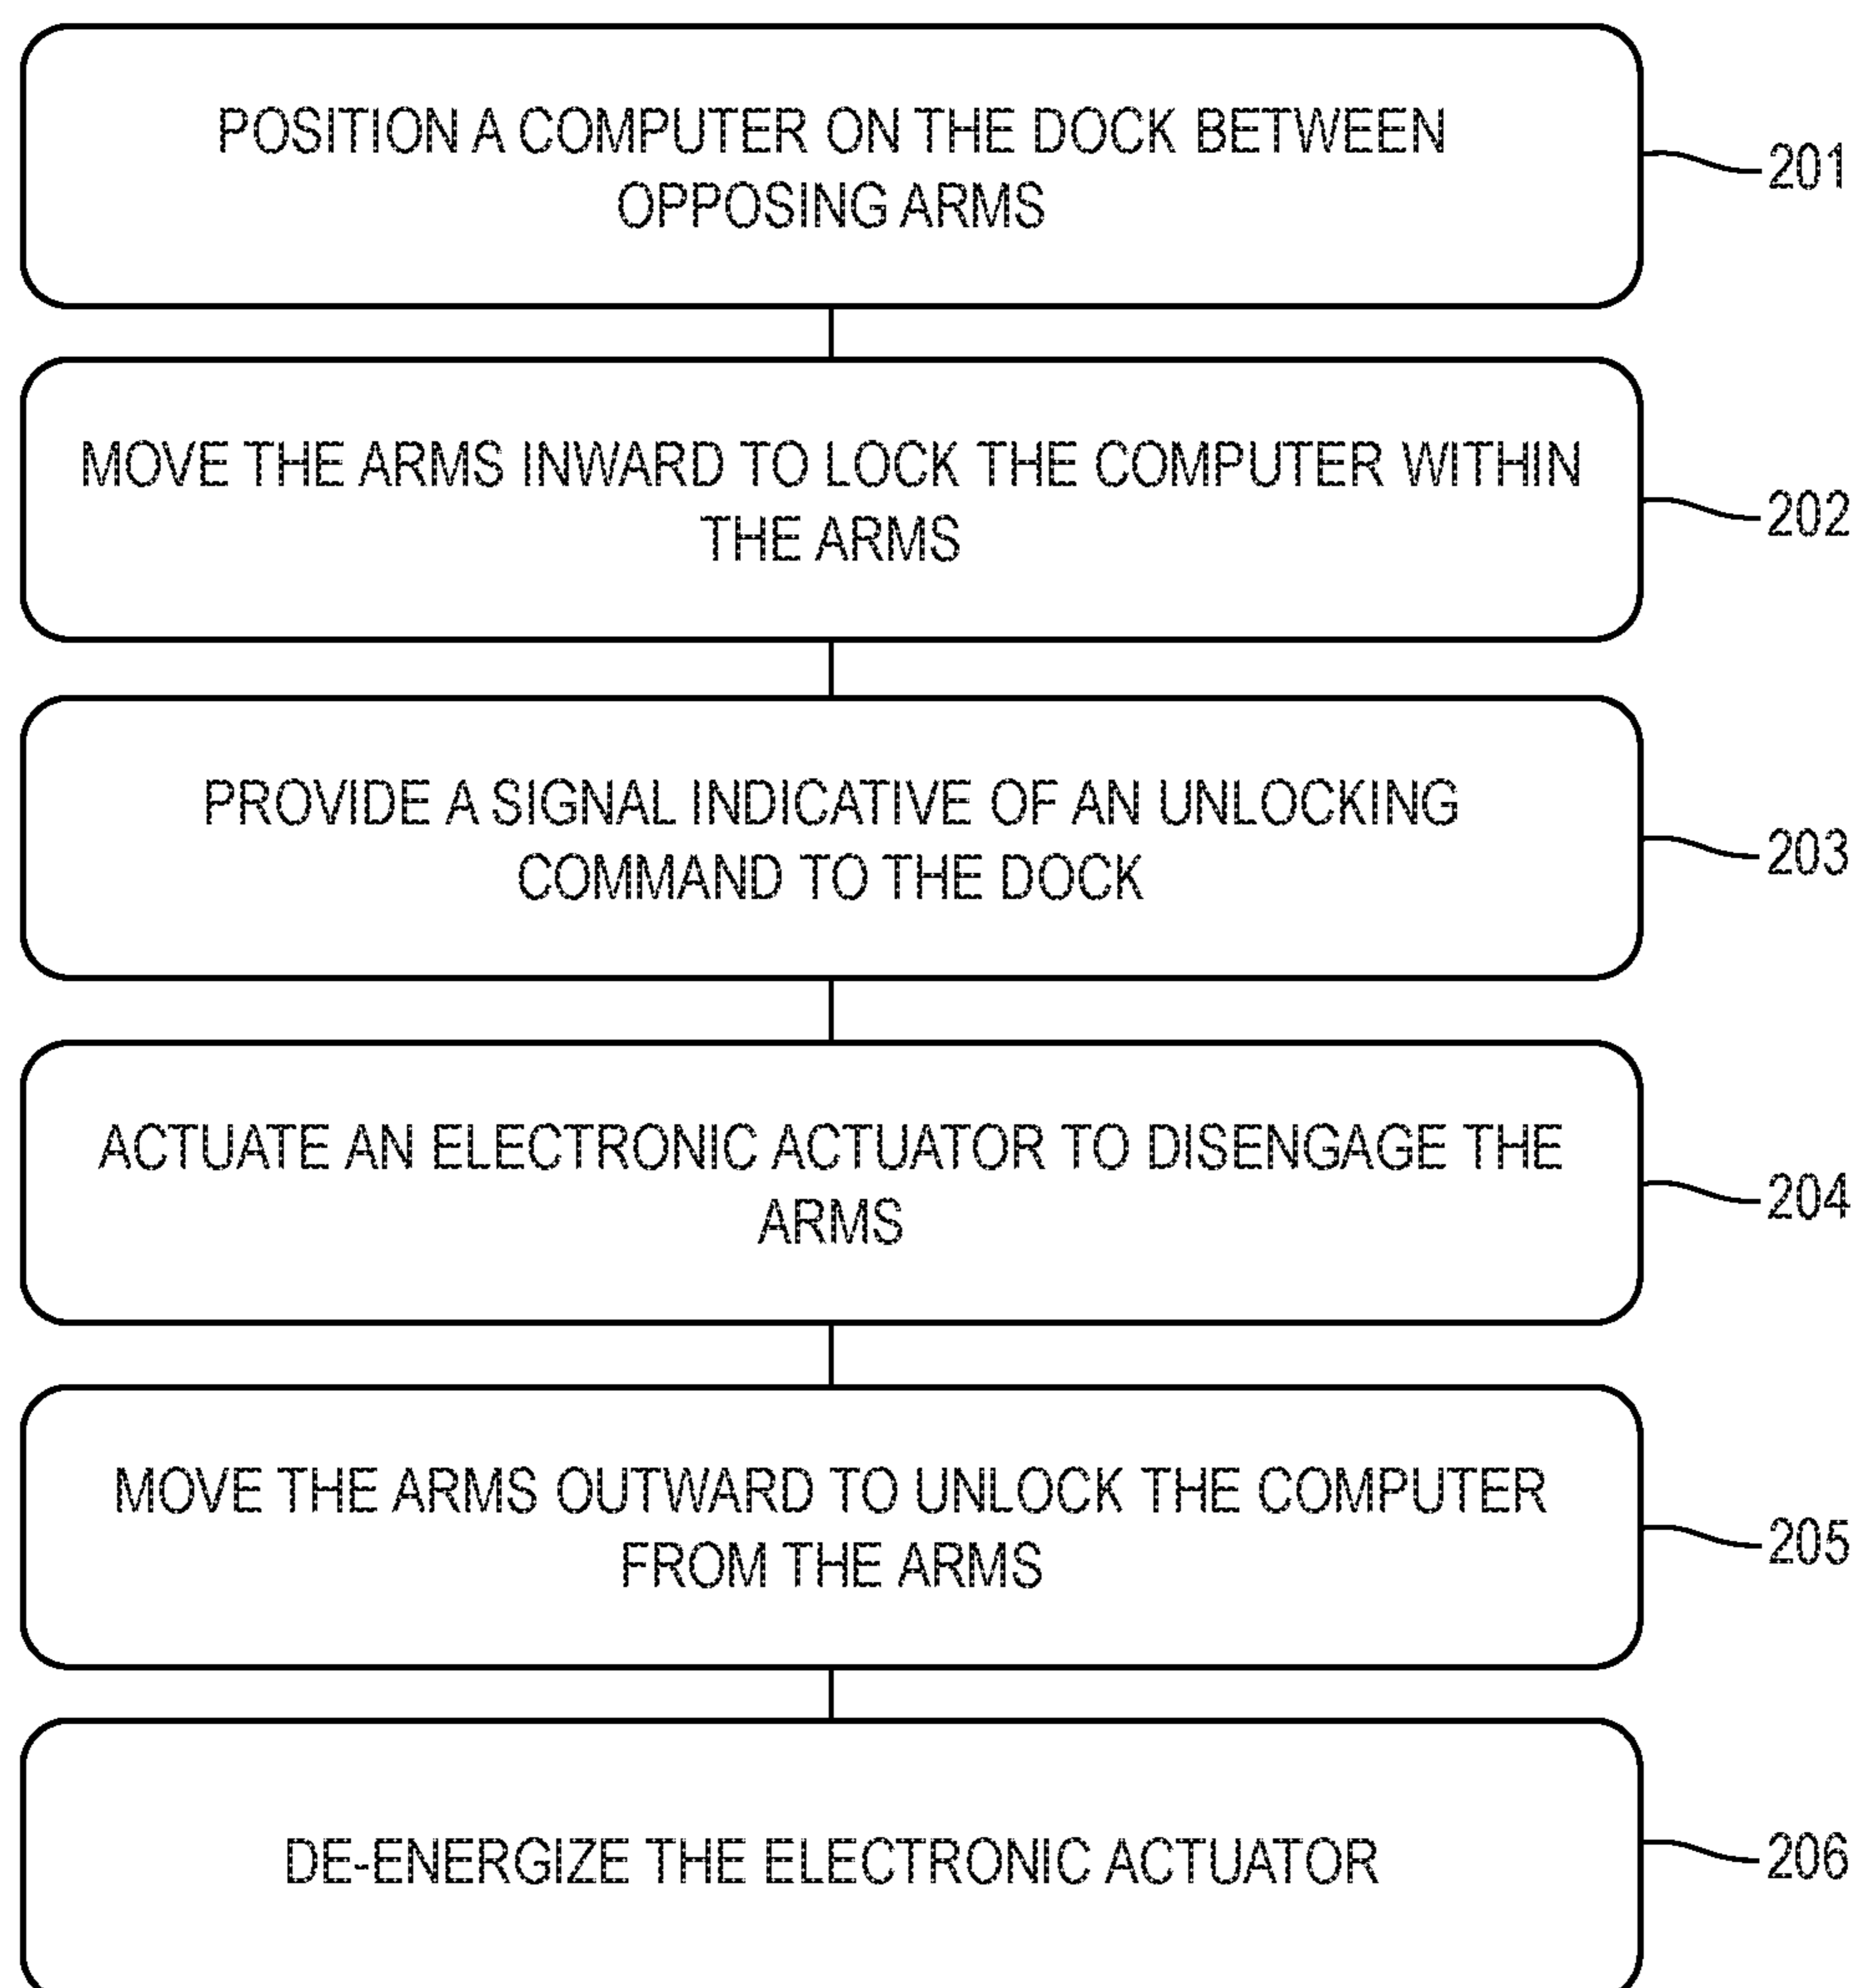 POSITION A COMPUTER ON THE DOCK BETWEEN
OPPOSING ARMS
201
MOVE THE ARMS INWARD TO LOCK THE COMPUTER WITHIN
THE ARMS
202
PROVIDE A SIGNAL INDICATIVE OF AN UNLOCKING
COMMAND TO THE DOCK
203
ACTUATE AN ELECTRONIC ACTUATOR TO DISENGAGE THE
ARMS
204
MOVE THE ARMS OUTWARD TO UNLOCK THE COMPUTER
FROM THE ARMS
205
DE-ENERGIZE THE ELECTRONIC ACTUATOR
206